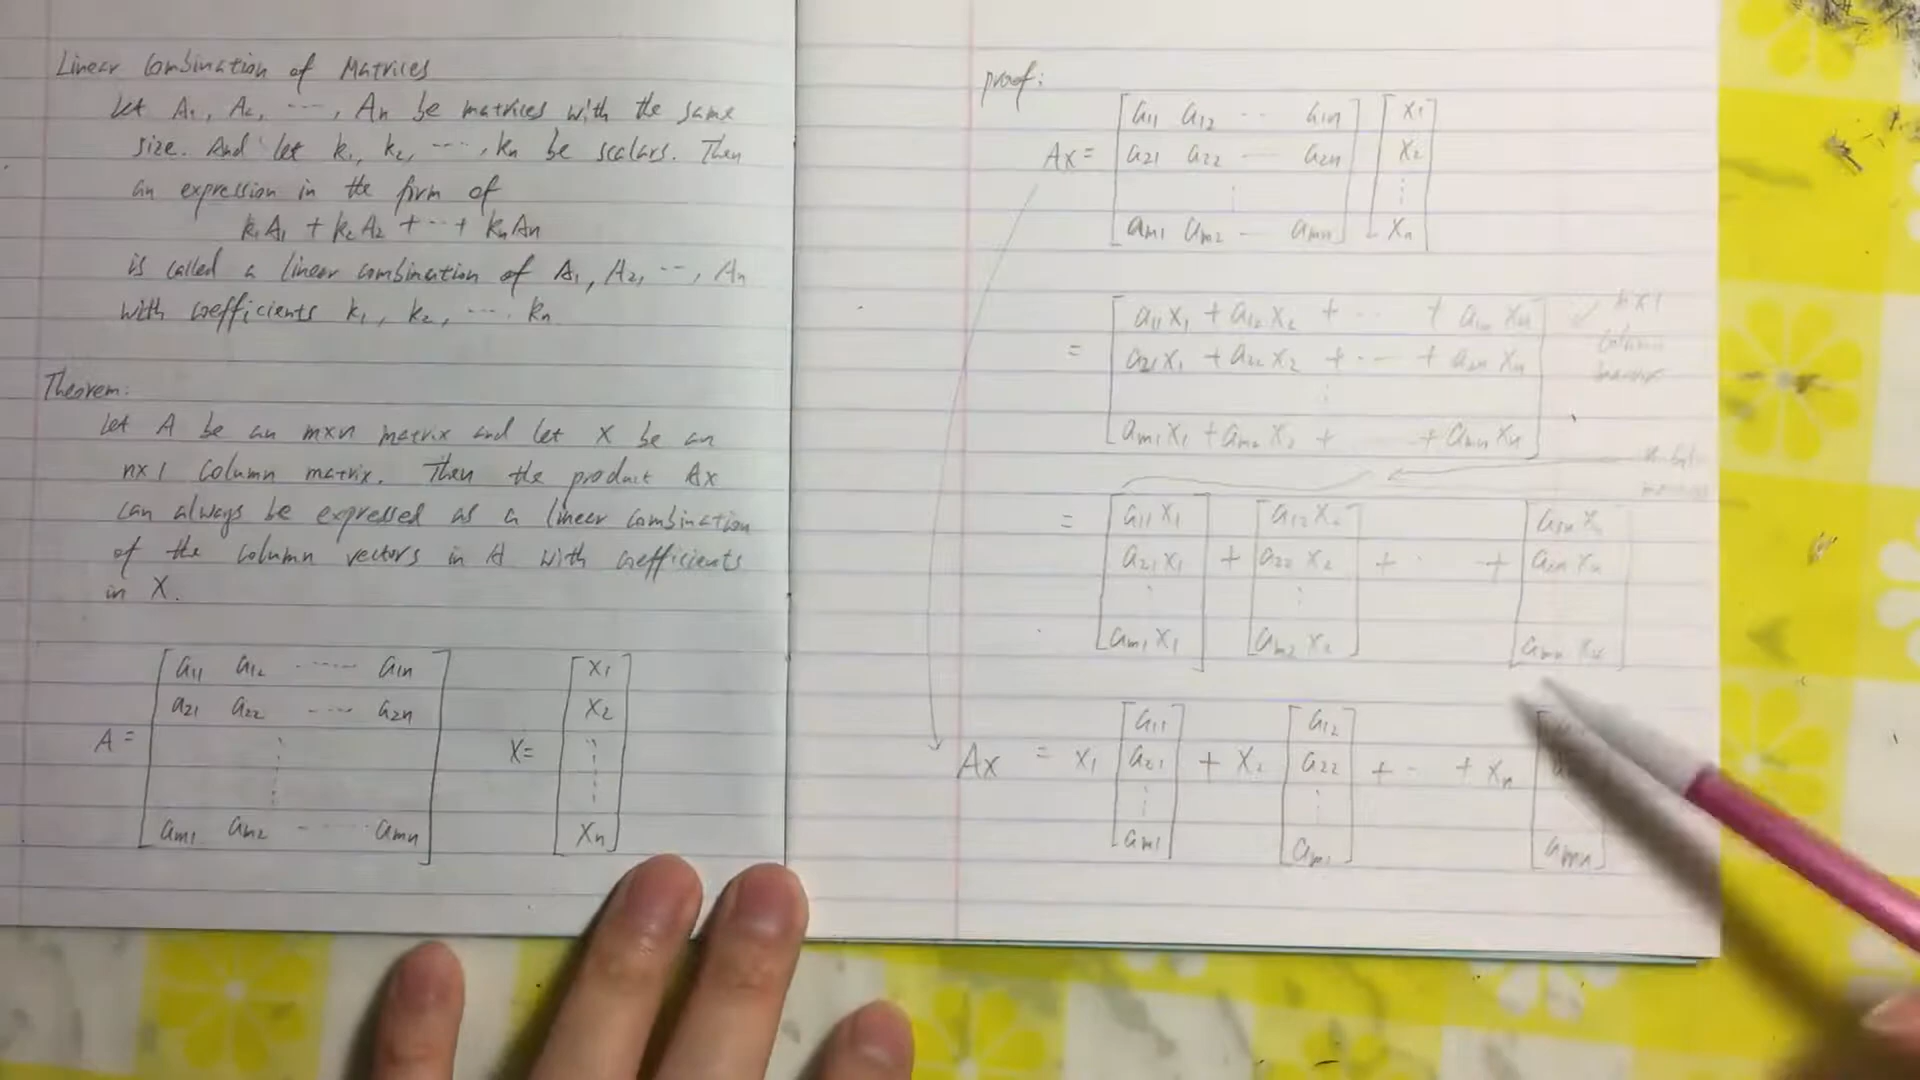 Linear Combination of Matrices
Let A₁, A₂, ⋯, Aₙ be matrices with the same
size. And let k₁, k₂, ⋯, kₙ be scalars. Then
an expression in the form of
k₁A₁ + k₂A₂ + ⋯ + kₙAₙ
is called a linear combination of A₁, A₂, ⋯, Aₙ
with coefficients k₁, k₂, ⋯. kₙ
Theorem:
Let A be an m×n matrix and let X be an
n×1 column matrix. Then the product Ax
can always be expressed as a linear combination
of the column vectors in A with coefficients
in X.
a₁₁ a₁₂ ⋯ a₁ₙ x₁
a₂₁ a₂₂ ⋯ a₂ₙ x₂
A = ⋮ X = ⋮
aₘ₁ aₘ₂ ⋯ aₘₙ xₙ
proof:
a₁₁ a₁₂ ⋯ a₁ₙ x₁
Ax = a₂₁ a₂₂ ⋯ a₂ₙ x₂
⋮ ⋮
aₘ₁ aₘ₂ ⋯ aₘₙ xₙ
a₁₁x₁ + a₁₂x₂ + ⋯ + a₁ₙxₙ
= a₂₁x₁ + a₂₂x₂ + ⋯ + a₂ₙxₙ
⋮
aₘ₁x₁ + aₘ₂x₂ + ⋯ + aₘₙxₙ
column
matrix
= a₁₁x₁ a₁₂x₂ a₁ₙxₙ
a₂₁x₁ + a₂₂x₂ + ⋯ + a₂ₙxₙ
⋮ ⋮
aₘ₁x₁ aₘ₂x₂ aₘₙxₙ
a₁₁ a₁₂
Ax = x₁ a₂₁ + x₂ a₂₂ + ⋯ + xₙ
⋮ ⋮
aₘ₁ aₘ₁ aₘₙ